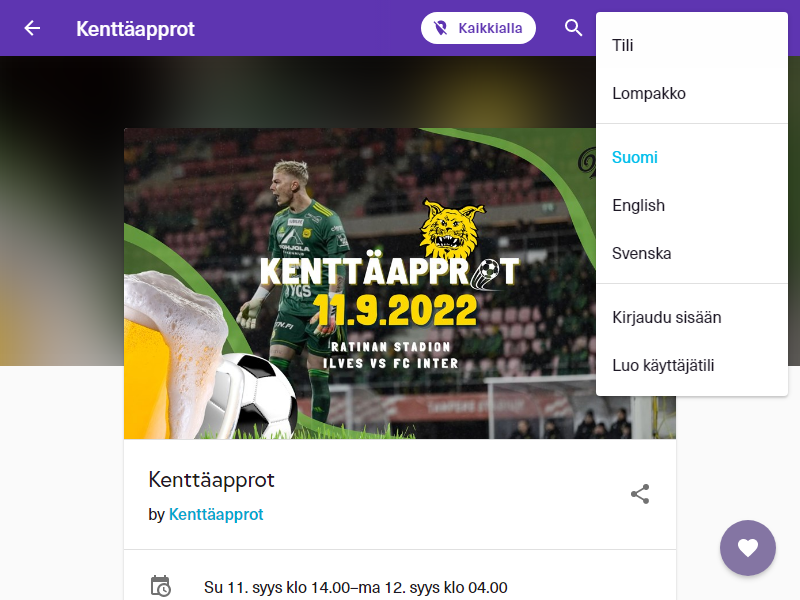 Kenttäapprot
Kaikkialla
Tili
Lompakko
Suomi
English
Svenska
Kirjaudu sisään
Luo käyttäjätili
KENTTÄAPPROT
11.9.2022
RATINAN STADION
ILVES VS FC INTER
Kenttäapprot
by Kenttäapprot
Su 11. syys klo 14.00–ma 12. syys klo 04.00